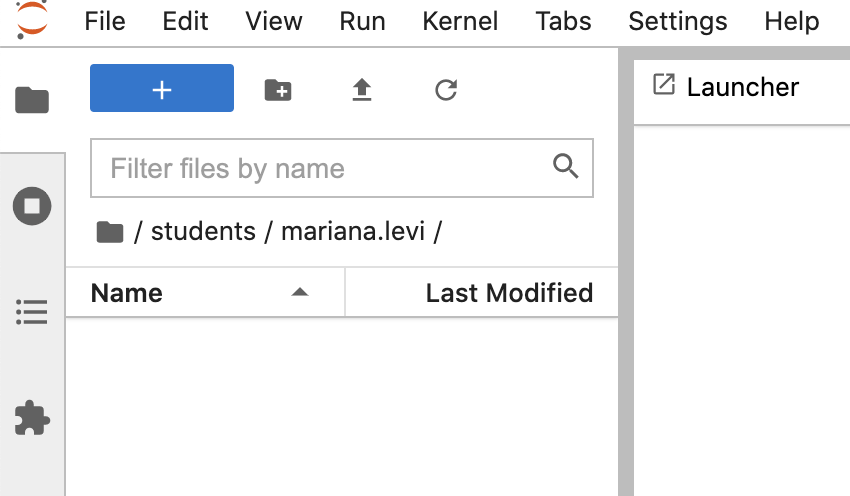 File Edit View Run Kernel Tabs Settings Help
+
Launcher
Filter files by name
/ students / mariana.levi /
Name Last Modified